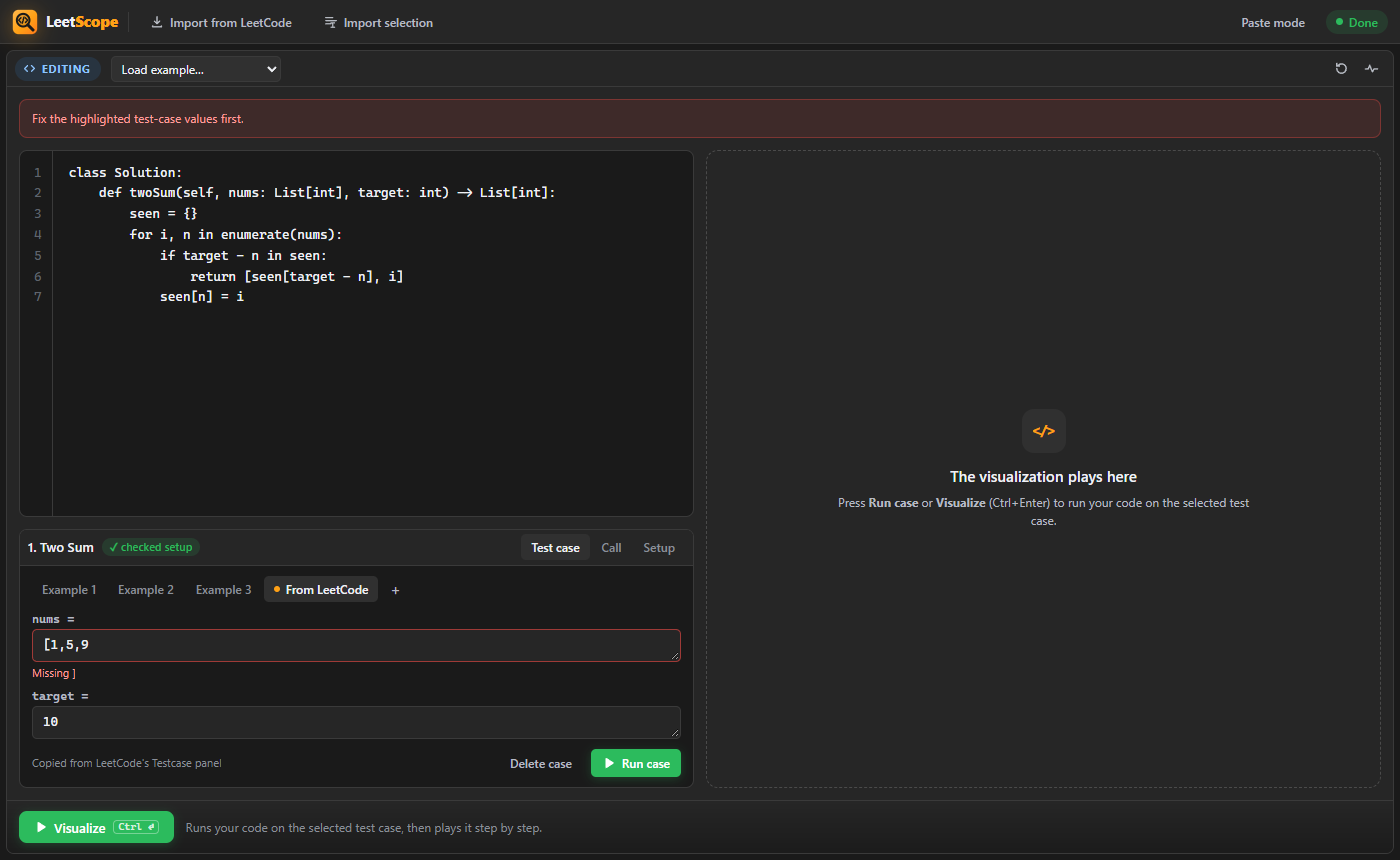 LeetScope
Import from LeetCode
Import selection
Paste mode
Done
<> EDITING
Load example...
Fix the highlighted test-case values first.
1 class Solution:
2     def twoSum(self, nums: List[int], target: int) -> List[int]:
3         seen = {}
4         for i, n in enumerate(nums):
5             if target - n in seen:
6                 return [seen[target - n], i]
7             seen[n] = i
</>
The visualization plays here
Press Run case or Visualize (Ctrl+Enter) to run your code on the selected test
case.
1. Two Sum
✓ checked setup
Test case
Call
Setup
Example 1
Example 2
Example 3
From LeetCode
+
nums =
[1,5,9
Missing ]
target =
10
Copied from LeetCode's Testcase panel
Delete case
Run case
Visualize Ctrl ⏎
Runs your code on the selected test case, then plays it step by step.